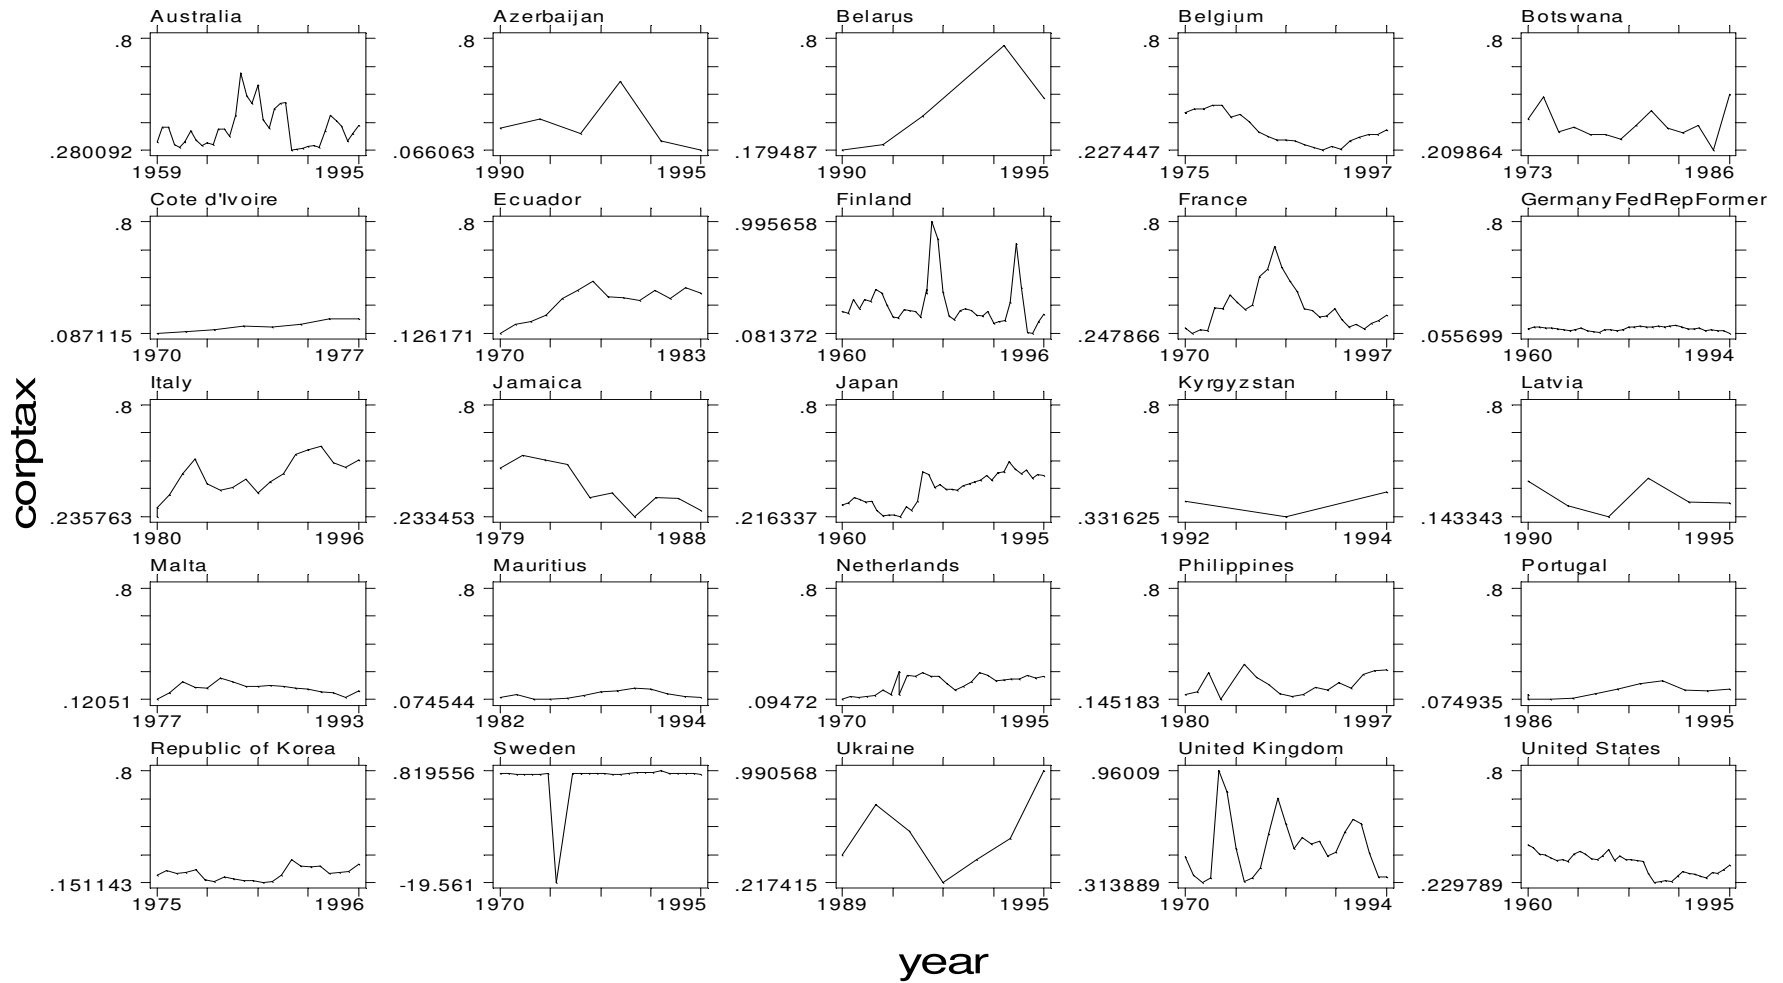 Australia
.8
.280092
1959 1995
Azerbaijan
.8
.066063
1990 1995
Belarus
.8
.179487
1990 1995
Belgium
.8
.227447
1975 1997
Botswana
.8
.209864
1973 1986
Cote d'Ivoire
.8
.087115
1970 1977
Ecuador
.8
.126171
1970 1983
Finland
.995658
.081372
1960 1996
France
.8
.247866
1970 1997
GermanyFedRepFormer
.8
.055699
1960 1994
Italy
.8
.235763
1980 1996
Jamaica
.8
.233453
1979 1988
Japan
.8
.216337
1960 1995
Kyrgyzstan
.8
.331625
1992 1994
Latvia
.8
.143343
1990 1995
Malta
.8
.12051
1977 1993
Mauritius
.8
.074544
1982 1994
Netherlands
.8
.09472
1970 1995
Philippines
.8
.145183
1980 1997
Portugal
.8
.074935
1986 1995
Republic of Korea
.8
.151143
1975 1996
Sweden
.819556
-19.561
1970 1995
Ukraine
.990568
.217415
1989 1995
United Kingdom
.96009
.313889
1970 1994
United States
.8
.229789
1960 1995
corptax
year